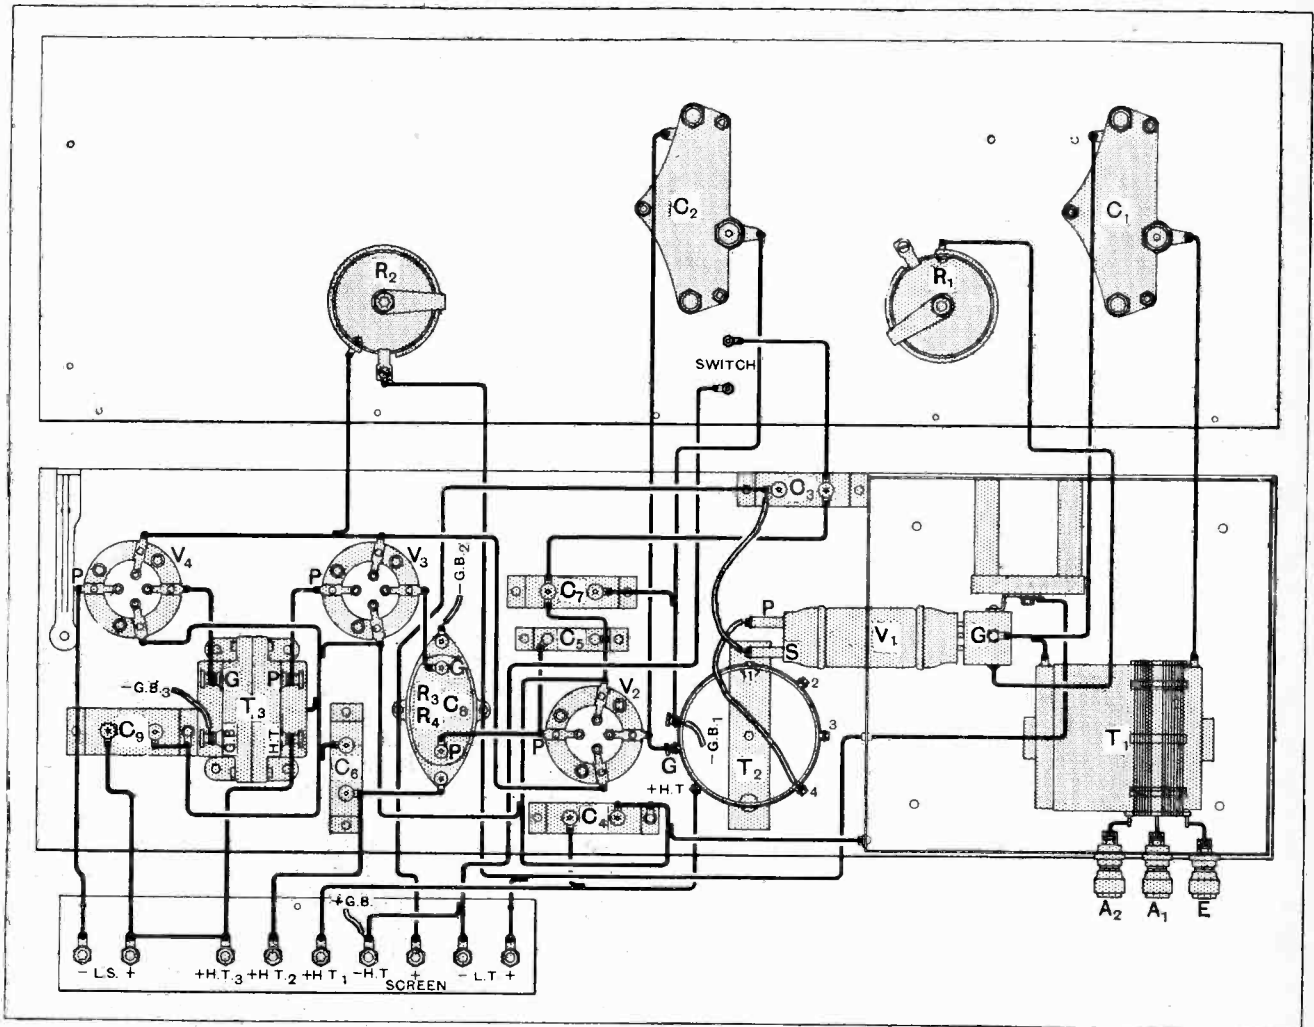 C₂
C₁
R₂
R₁
SWITCH
C₃
V₄
V₃
-G.B.2
P
P
C₇
P
V₁
G
C₅
S
G
P
G
1
2
-G.B.3
T.3
R₃
C₈
V₂
R₄
C₉
G.B.
H.T.
P
P
-G.B.1
3
T₁
C₆
G
T₂
+H.T
4
C₄
A₂ A₁ E
+G.B.
- L.S. + +H.T.3 +H T.2 +H T 1 -H.T. + - L.T +
SCREEN